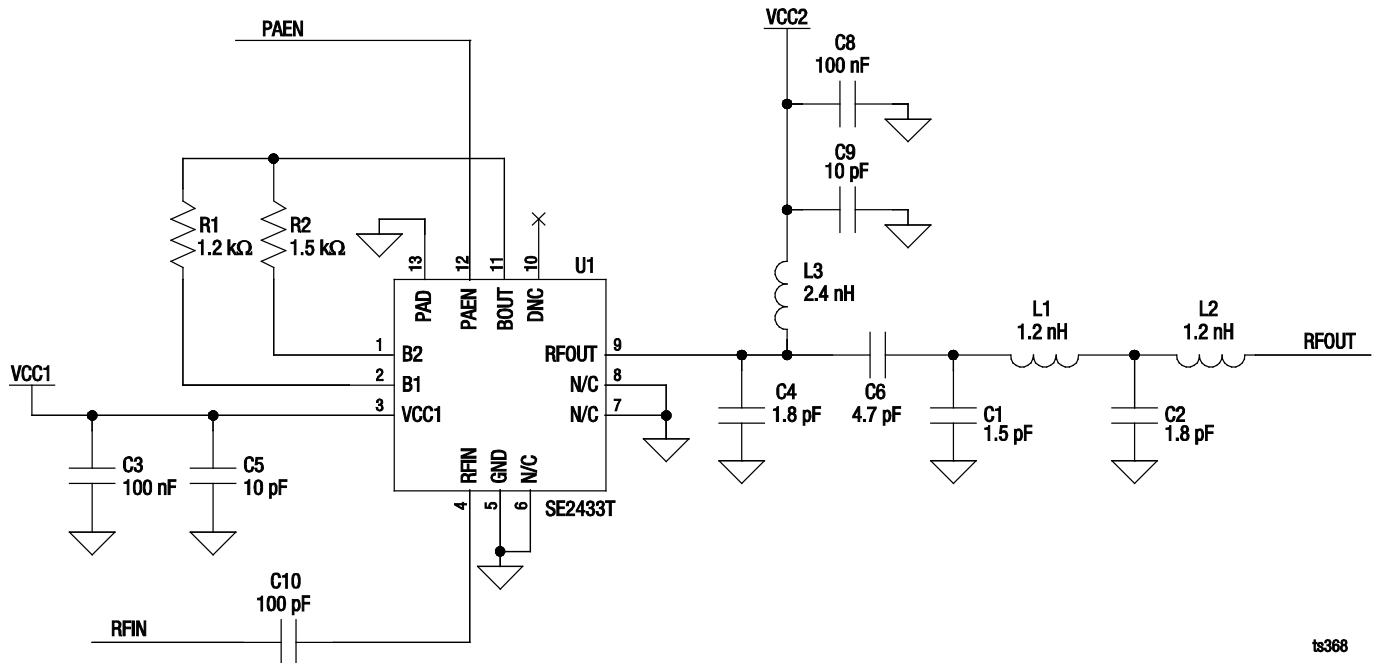 PAEN
VCC2
C8
100 nF
C9
10 pF
R1
1.2 kΩ
R2
1.5 kΩ
13
12
11
10
U1
PAD
PAEN
BOUT
DNC
L3
2.4 nH
1
B2
2
B1
3
VCC1
RFOUT
9
N/C
8
N/C
7
VCC1
L1
1.2 nH
L2
1.2 nH
RFOUT
C4
1.8 pF
C6
4.7 pF
C1
1.5 pF
C2
1.8 pF
C3
100 nF
C5
10 pF
RFIN
GND
N/C
4
5
6
SE2433T
C10
100 pF
RFIN
ts368